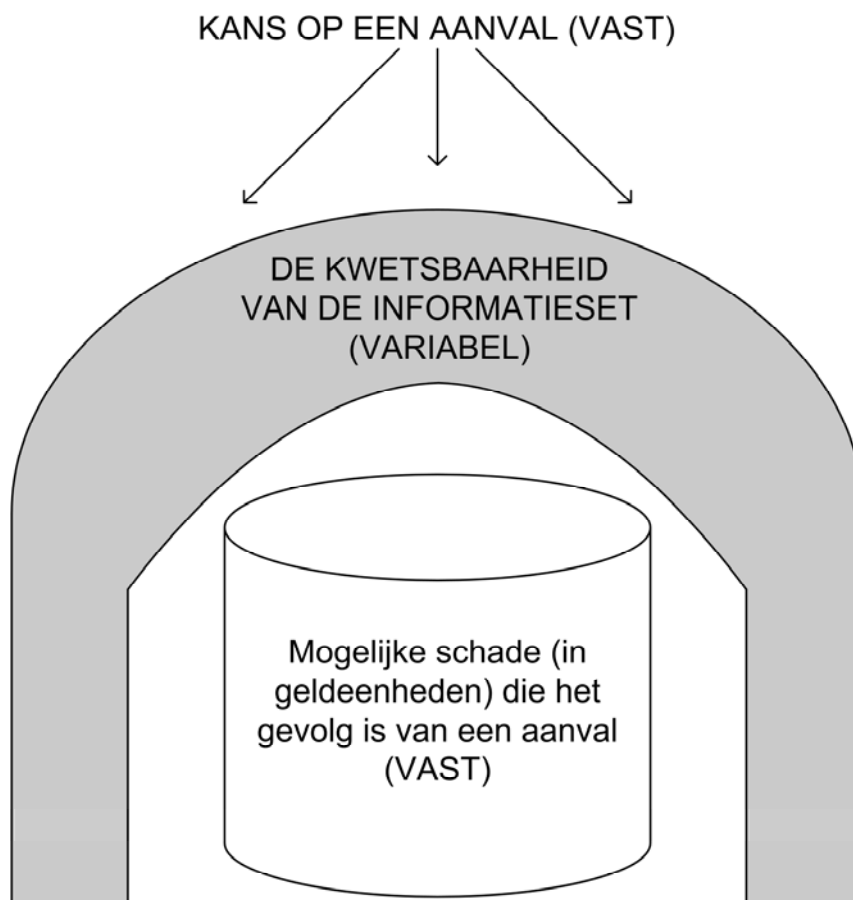 KANS OP EEN AANVAL (VAST)
DE KWETSBAARHEID
VAN DE INFORMATIESET
(VARIABEL)
Mogelijke schade (in
geldeenheden) die het
gevolg is van een aanval
(VAST)